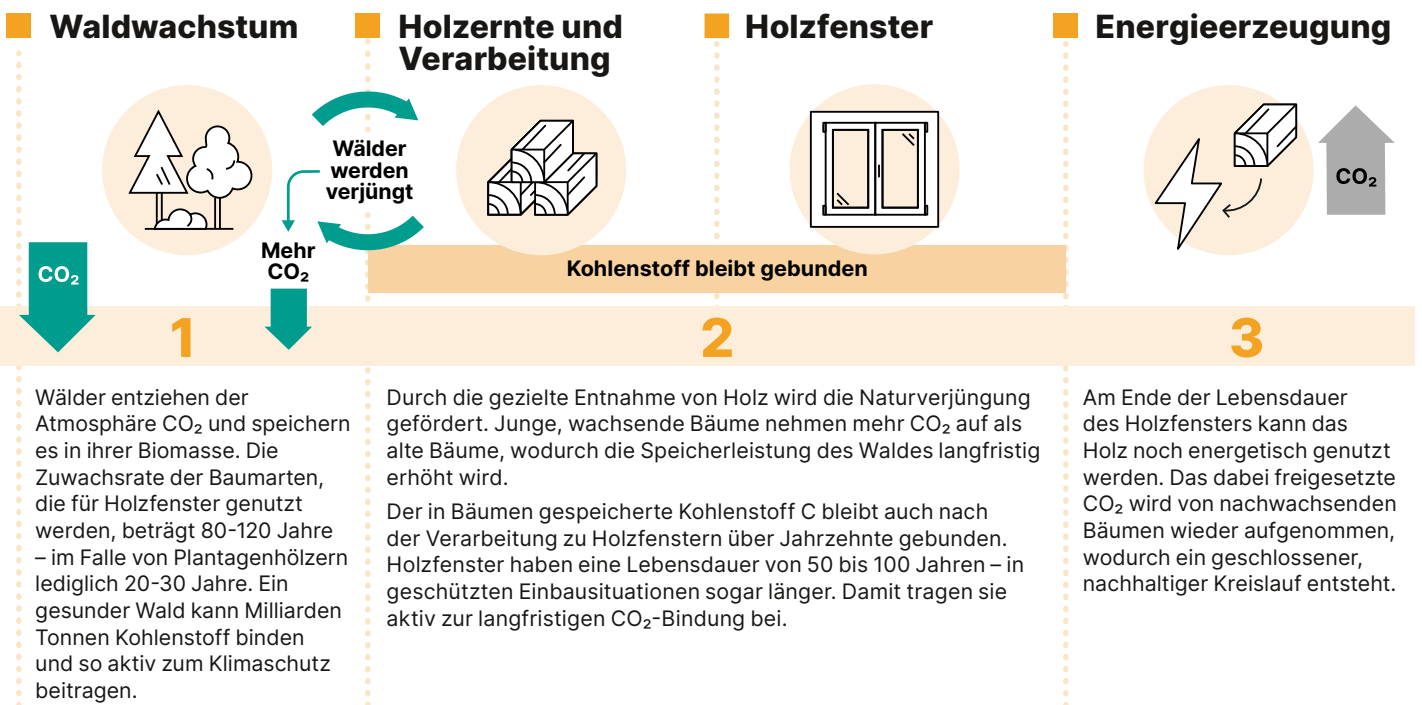 Waldwachstum
Holzernte und
Verarbeitung
Holzfenster
Energieerzeugung
Wälder
werden
verjüngt
Mehr
CO₂
CO₂
CO₂
Kohlenstoff bleibt gebunden
1
2
3
Wälder entziehen der
Atmosphäre CO₂ und speichern
es in ihrer Biomasse. Die
Zuwachsrate der Baumarten,
die für Holzfenster genutzt
werden, beträgt 80-120 Jahre
– im Falle von Plantagenhölzern
lediglich 20-30 Jahre. Ein
gesunder Wald kann Milliarden
Tonnen Kohlenstoff binden
und so aktiv zum Klimaschutz
beitragen.
Durch die gezielte Entnahme von Holz wird die Naturverjüngung
gefördert. Junge, wachsende Bäume nehmen mehr CO₂ auf als
alte Bäume, wodurch die Speicherleistung des Waldes langfristig
erhöht wird.
Der in Bäumen gespeicherte Kohlenstoff C bleibt auch nach
der Verarbeitung zu Holzfenstern über Jahrzehnte gebunden.
Holzfenster haben eine Lebensdauer von 50 bis 100 Jahren – in
geschützten Einbausituationen sogar länger. Damit tragen sie
aktiv zur langfristigen CO₂-Bindung bei.
Am Ende der Lebensdauer
des Holzfensters kann das
Holz noch energetisch genutzt
werden. Das dabei freigesetzte
CO₂ wird von nachwachsenden
Bäumen wieder aufgenommen,
wodurch ein geschlossener,
nachhaltiger Kreislauf entsteht.